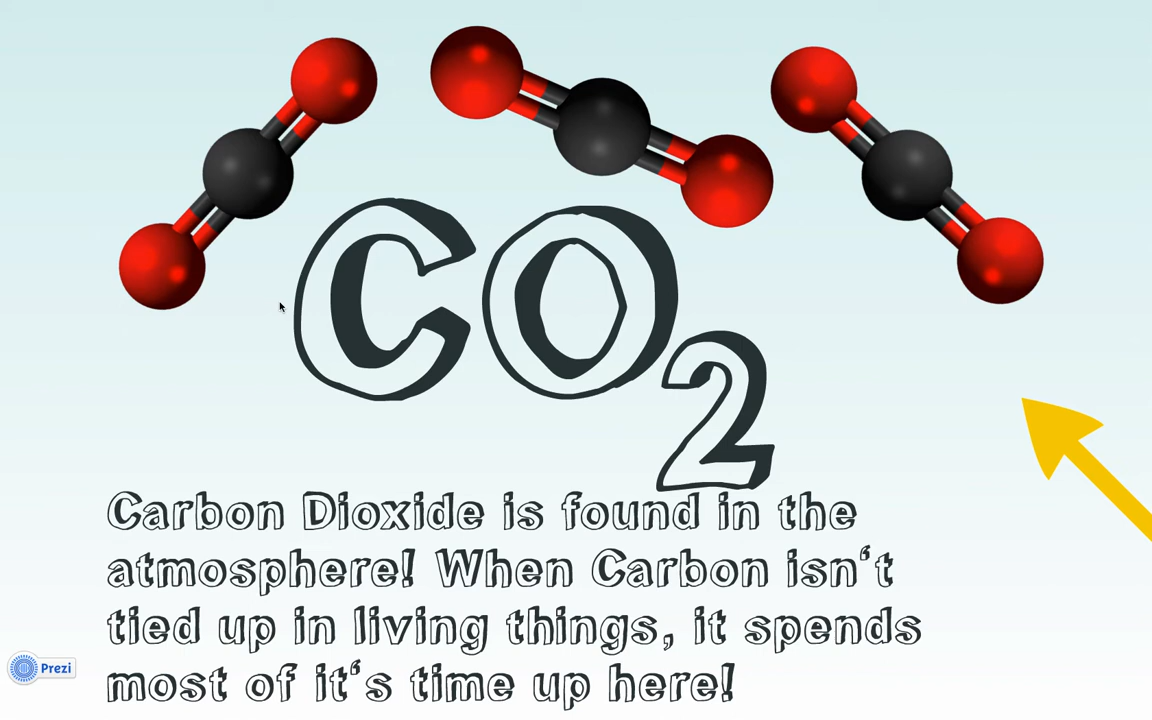 CO2
Carbon Dioxide is found in the
atmosphere! When Carbon isn't
tied up in living things, it spends
most of it's time up here!
Prezi